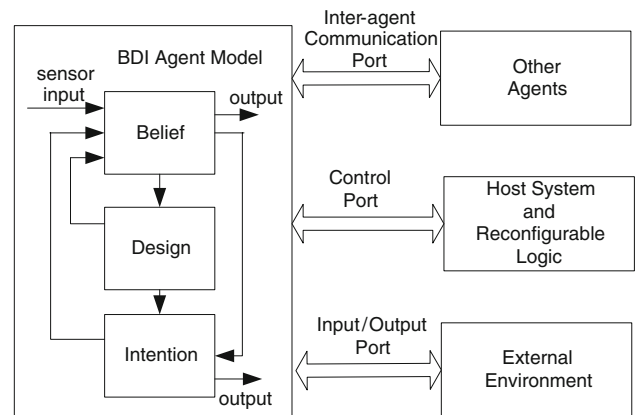 BDI Agent Model
sensor
input
output
Belief
Design
Intention
output
Inter-agent
Communication
Port
Other
Agents
Control
Port
Host System
and
Reconfigurable
Logic
Input/Output
Port
External
Environment